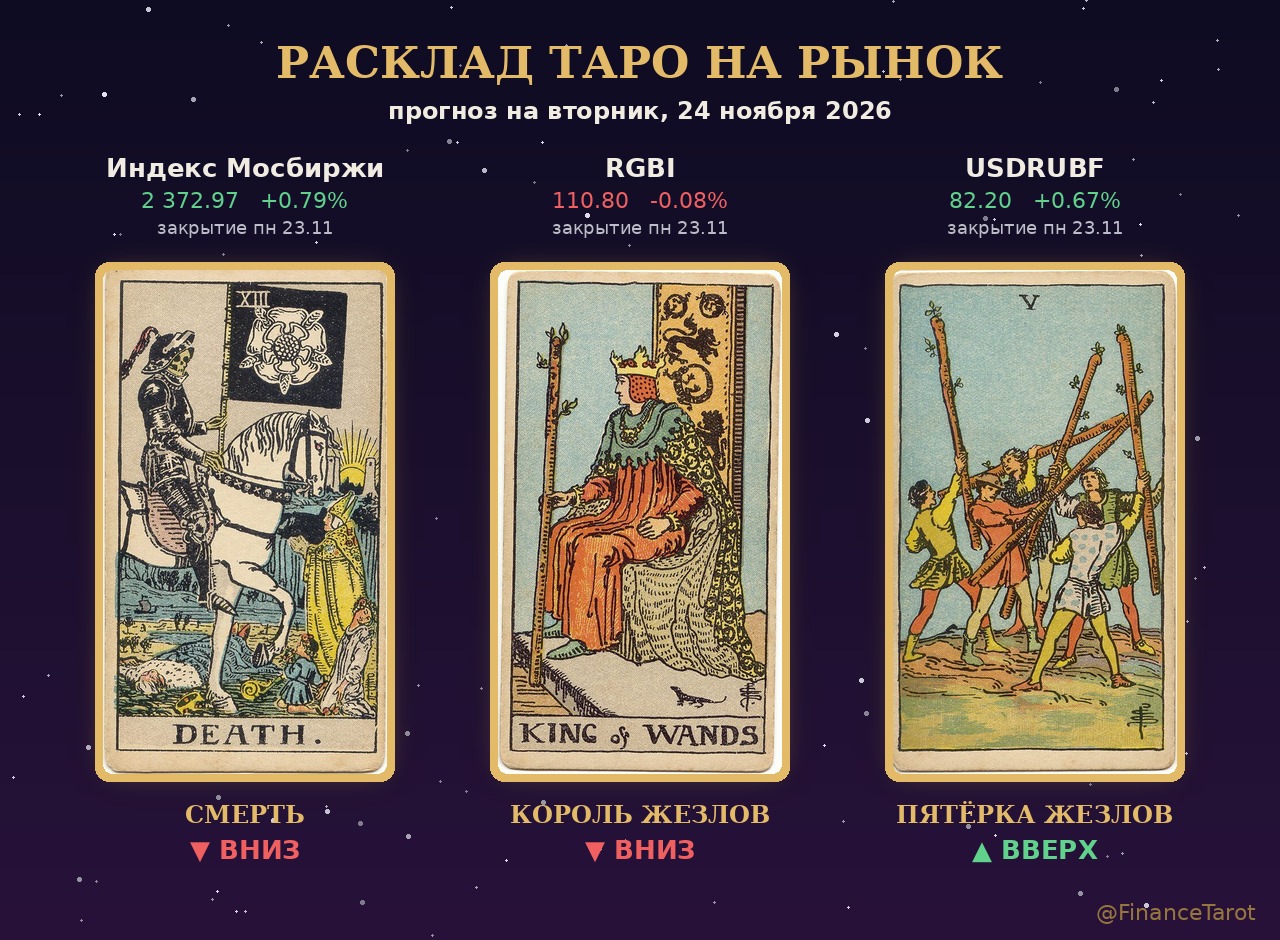 РАСКЛАД ТАРО НА РЫНОК
прогноз на вторник, 24 ноября 2026
Индекс Мосбиржи
2 372.97 +0.79%
закрытие пн 23.11
RGBI
110.80 -0.08%
закрытие пн 23.11
USDRUBF
82.20 +0.67%
закрытие пн 23.11
XIII
DEATH.
KING of WANDS
V
СМЕРТЬ
▼ ВНИЗ
КОРОЛЬ ЖЕЗЛОВ
▼ ВНИЗ
ПЯТЁРКА ЖЕЗЛОВ
▲ ВВЕРХ
@FinanceTarot